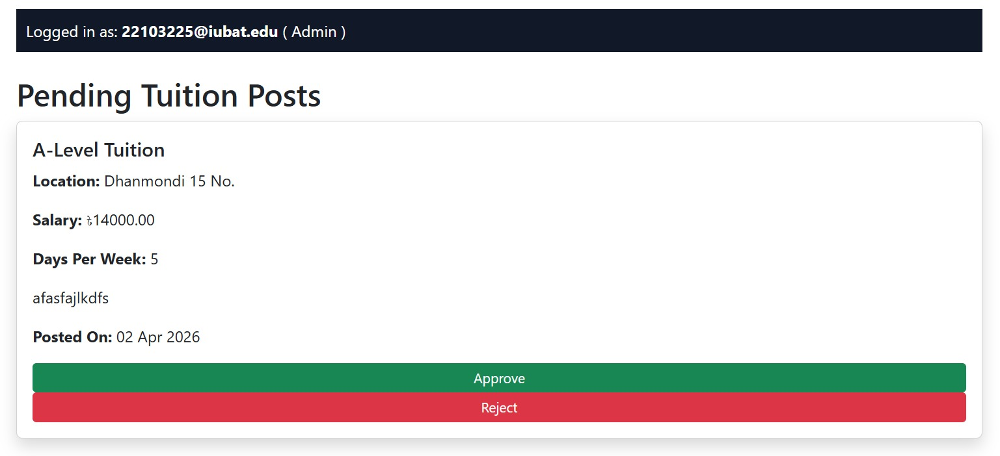 Logged in as: 22103225@iubat.edu ( Admin )
Pending Tuition Posts
A-Level Tuition
Location: Dhanmondi 15 No.
Salary: ৳14000.00
Days Per Week: 5
afasfajlkdfs
Posted On: 02 Apr 2026
Approve
Reject